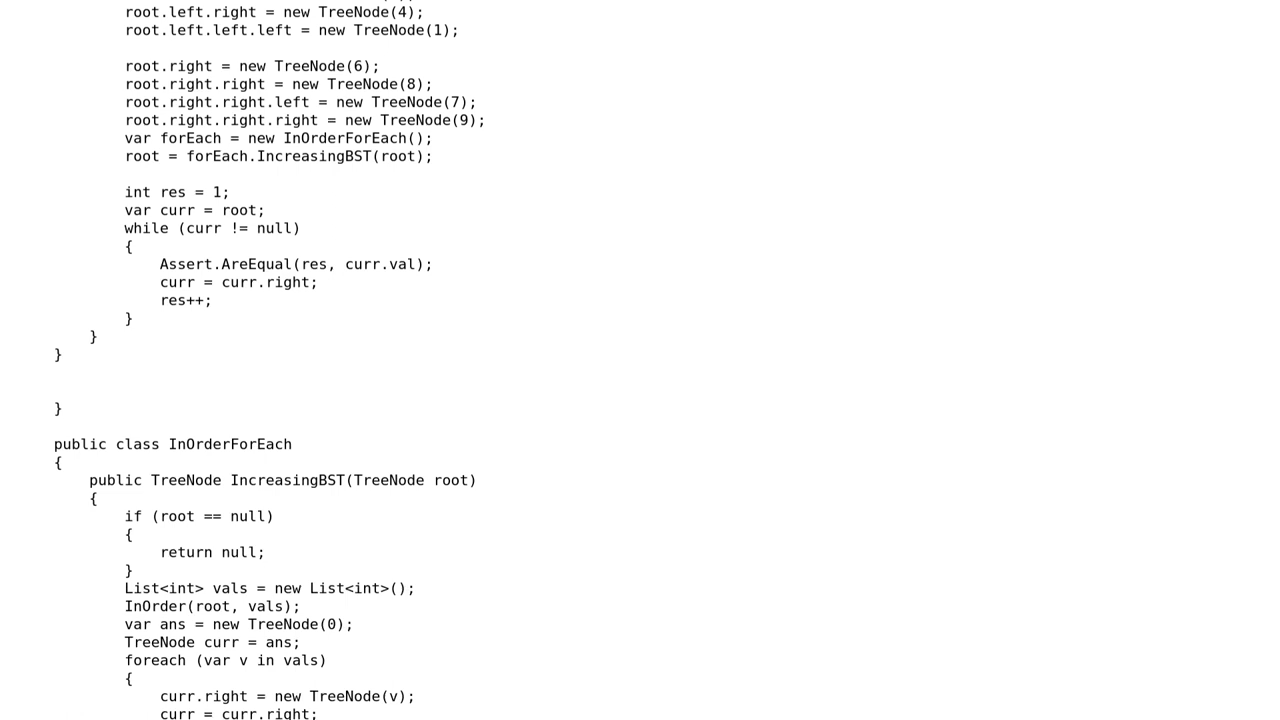 root.left.right = new TreeNode(4);
root.left.left.left = new TreeNode(1);
root.right = new TreeNode(6);
root.right.right = new TreeNode(8);
root.right.right.left = new TreeNode(7);
root.right.right.right = new TreeNode(9);
var forEach = new InOrderForEach();
root = forEach.IncreasingBST(root);
int res = 1;
var curr = root;
while (curr != null)
{
Assert.AreEqual(res, curr.val);
curr = curr.right;
res++;
}
}
}
}
public class InOrderForEach
{
public TreeNode IncreasingBST(TreeNode root)
{
if (root == null)
{
return null;
}
List<int> vals = new List<int>();
InOrder(root, vals);
var ans = new TreeNode(0);
TreeNode curr = ans;
foreach (var v in vals)
{
curr.right = new TreeNode(v);
curr = curr.right;